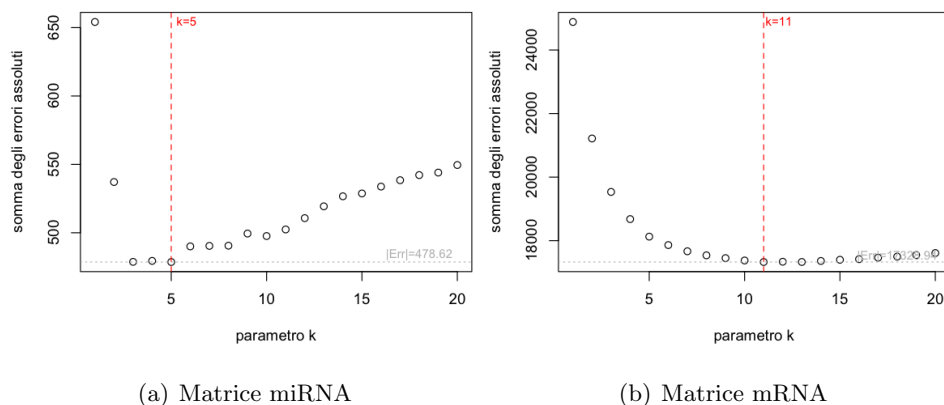 somma degli errori assoluti
650
600
550
500
k=5
|Err|=478.62
5
10
15
20
parametro k
(a) Matrice miRNA
somma degli errori assoluti
24000
22000
20000
18000
k=11
5
10
15
20
parametro k
(b) Matrice mRNA